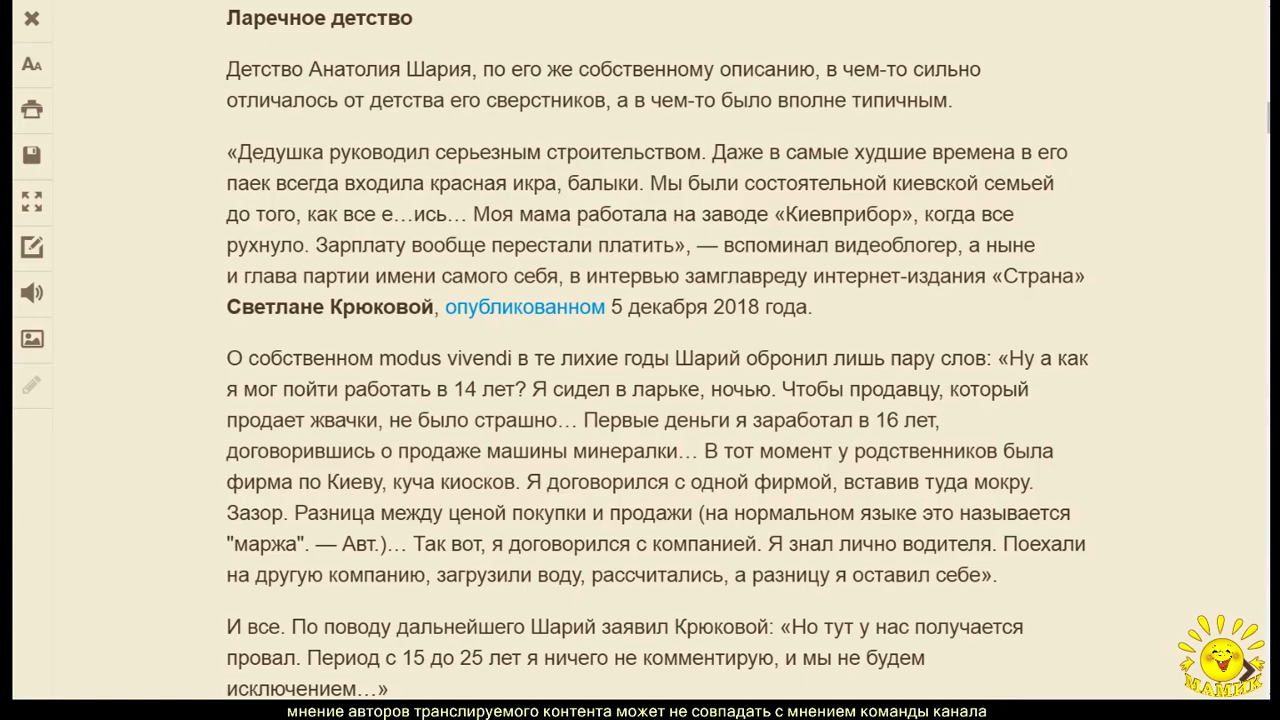 Ларечное детство
Детство Анатолия Шария, по его же собственному описанию, в чем-то сильно
отличалось от детства его сверстников, а в чем-то было вполне типичным.
«Дедушка руководил серьезным строительством. Даже в самые худшие времена в его
паек всегда входила красная икра, балыки. Мы были состоятельной киевской семьей
до того, как все е…ись… Моя мама работала на заводе «Киевприбор», когда все
рухнуло. Зарплату вообще перестали платить», — вспоминал видеоблогер, а ныне
и глава партии имени самого себя, в интервью замглавреду интернет-издания «Страна»
Светлане Крюковой, опубликованном 5 декабря 2018 года.
О собственном modus vivendi в те лихие годы Шарий обронил лишь пару слов: «Ну а как
я мог пойти работать в 14 лет? Я сидел в ларьке, ночью. Чтобы продавцу, который
продает жвачки, не было страшно… Первые деньги я заработал в 16 лет,
договорившись о продаже машины минералки… В тот момент у родственников была
фирма по Киеву, куча киосков. Я договорился с одной фирмой, вставив туда мокру.
Зазор. Разница между ценой покупки и продажи (на нормальном языке это называется
"маржа". — Авт.)… Так вот, я договорился с компанией. Я знал лично водителя. Поехали
на другую компанию, загрузили воду, рассчитались, а разницу я оставил себе».
И все. По поводу дальнейшего Шарий заявил Крюковой: «Но тут у нас получается
провал. Период с 15 до 25 лет я ничего не комментирую, и мы не будем
исключением…»
МАМИК
мнение авторов транслируемого контента может не совпадать с мнением команды канала